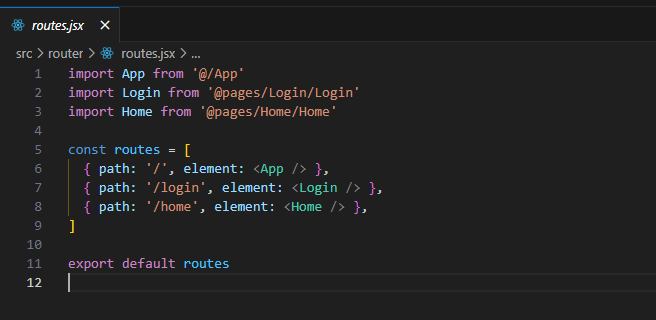 routes.jsx
src > router > routes.jsx > ...
1 import App from '@/App'
2 import Login from '@pages/Login/Login'
3 import Home from '@pages/Home/Home'
4
5 const routes = [
6   { path: '/', element: <App /> },
7   { path: '/login', element: <Login /> },
8   { path: '/home', element: <Home /> },
9 ]
10
11 export default routes
12